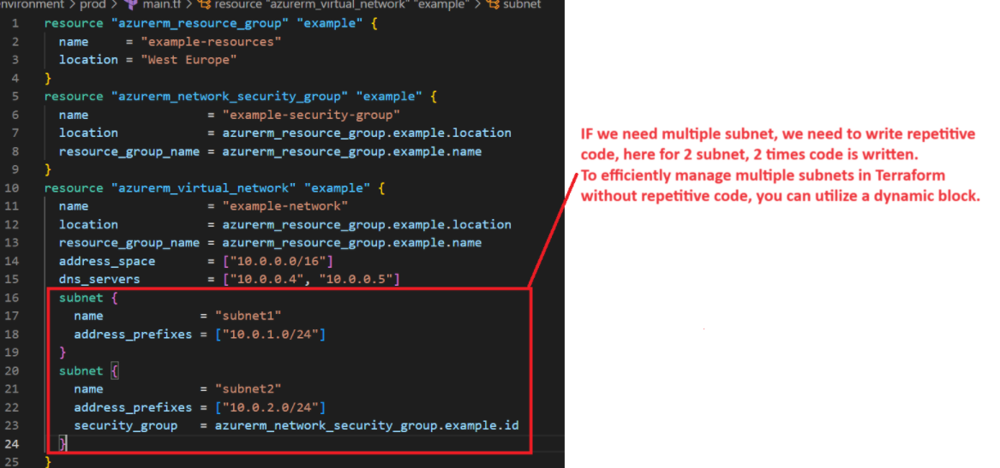 environment > prod > main.tf > resource "azurerm_virtual_network" "example" > subnet
1 resource "azurerm_resource_group" "example" {
2 name = "example-resources"
3 location = "West Europe"
4 }
5 resource "azurerm_network_security_group" "example" {
6 name = "example-security-group"
7 location = azurerm_resource_group.example.location
8 resource_group_name = azurerm_resource_group.example.name
9 }
10 resource "azurerm_virtual_network" "example" {
11 name = "example-network"
12 location = azurerm_resource_group.example.location
13 resource_group_name = azurerm_resource_group.example.name
14 address_space = ["10.0.0.0/16"]
15 dns_servers = ["10.0.0.4", "10.0.0.5"]
16 subnet {
17 name = "subnet1"
18 address_prefixes = ["10.0.1.0/24"]
19 }
20 subnet {
21 name = "subnet2"
22 address_prefixes = ["10.0.2.0/24"]
23 security_group = azurerm_network_security_group.example.id
24 }
25 }
IF we need multiple subnet, we need to write repetitive
code, here for 2 subnet, 2 times code is written.
To efficiently manage multiple subnets in Terraform
without repetitive code, you can utilize a dynamic block.